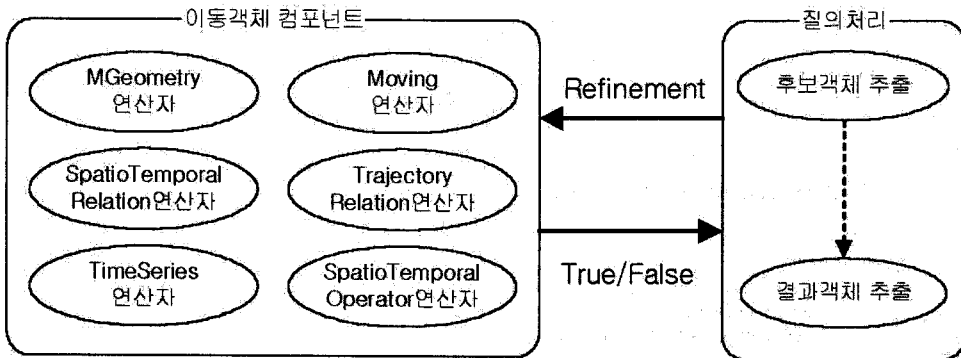 이동객체 컴포넌트
MGeometry
연산자
Moving
연산자
SpatioTemporal
Relation연산자
Trajectory
Relation연산자
TimeSeries
연산자
SpatioTemporal
Operator연산자
Refinement
True/False
질의처리
후보객체 추출
결과객체 추출